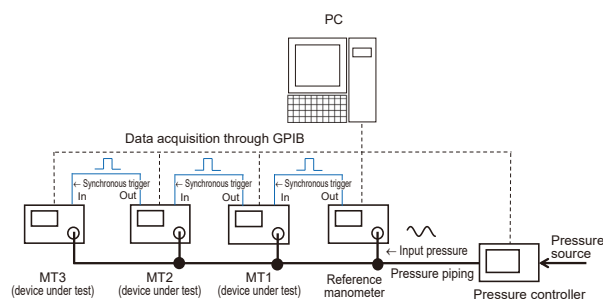 PC
Data acquisition through GPIB
← Synchronous trigger
← Synchronous trigger
← Synchronous trigger
In
Out
In
Out
In
Out
← Input pressure
Pressure source
Pressure piping
MT3
(device under test)
MT2
(device under test)
MT1
(device under test)
Reference
manometer
Pressure controller